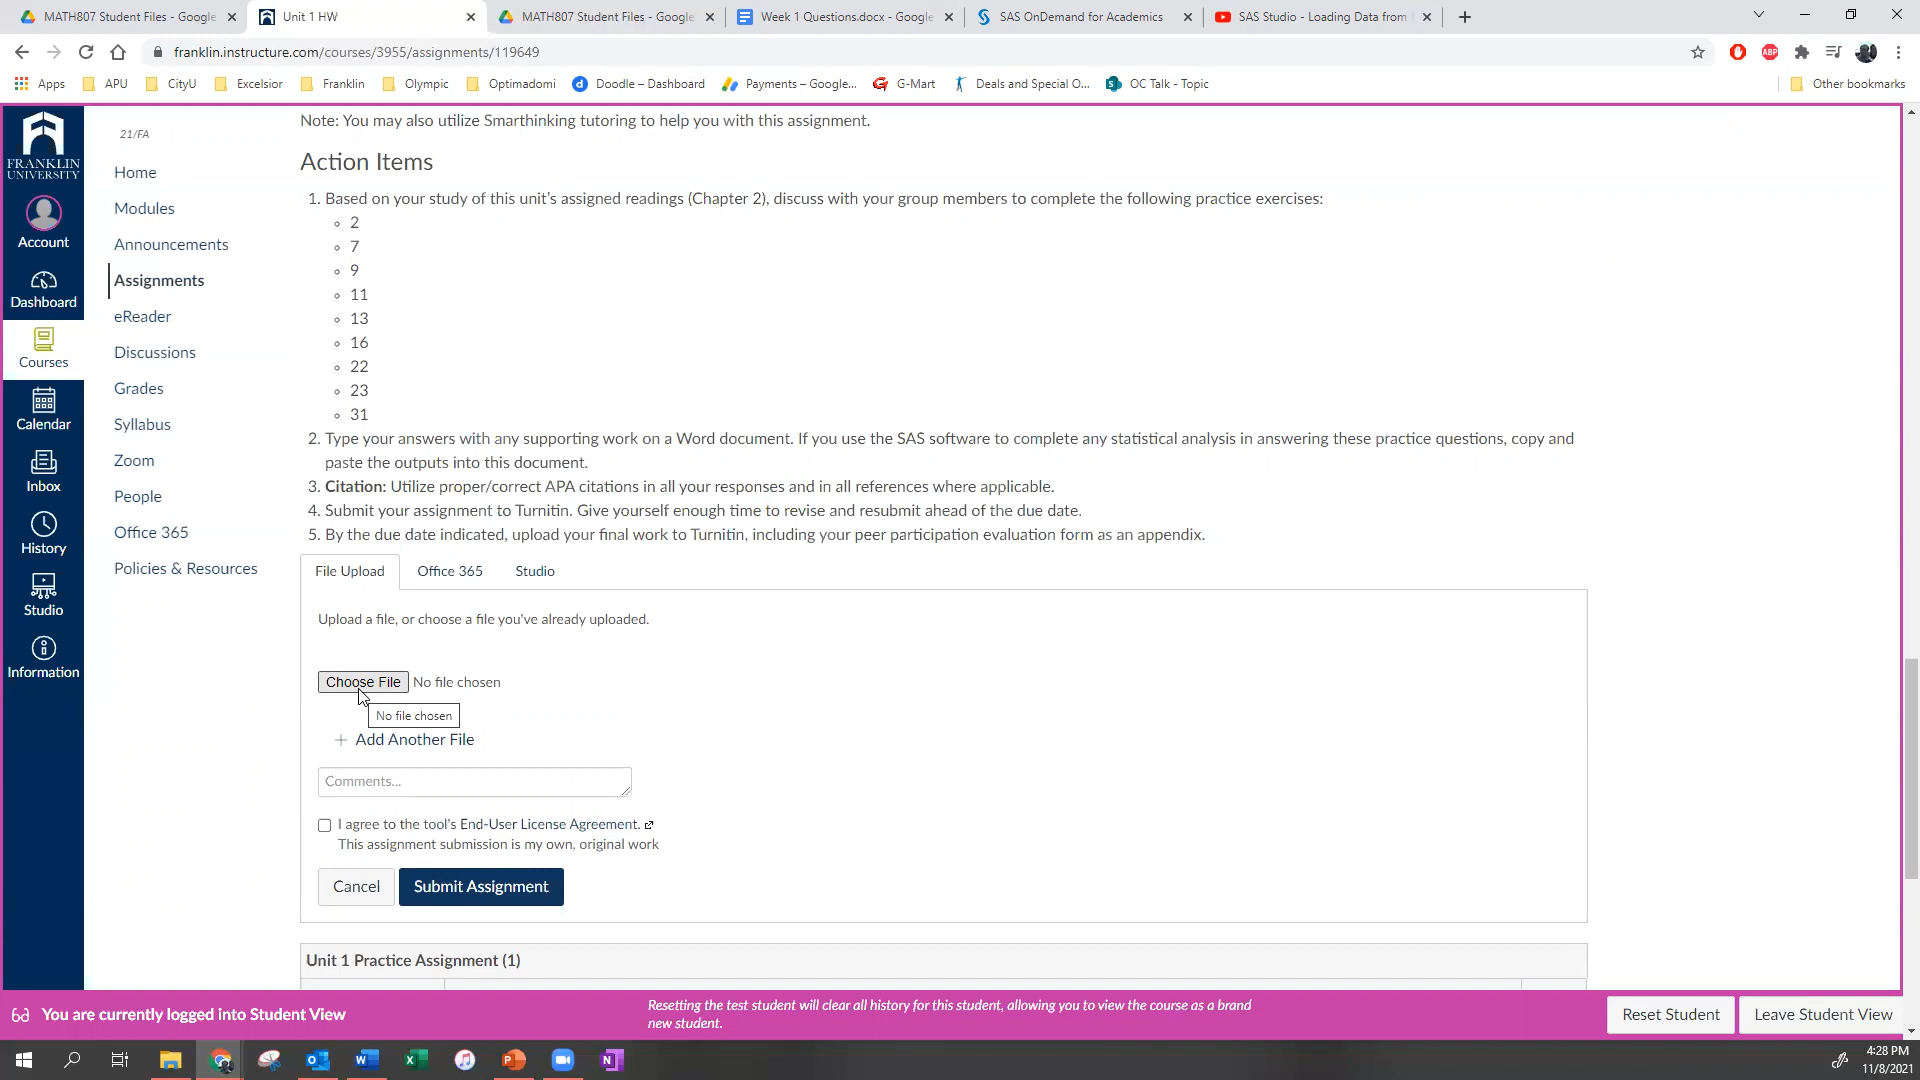 MATH807 Student Files - Google
Unit 1 HW
MATH807 Student Files - Google
Week 1 Questions.docx - Google
SAS OnDemand for Academics
SAS Studio - Loading Data from
franklin.instructure.com/courses/3955/assignments/119649
ABP
Apps
APU
CityU
Excelsior
Franklin
Olympic
Optimadomi
Doodle – Dashboard
Payments – Google...
G-Mart
Deals and Special O...
OC Talk - Topic
Other bookmarks
FRANKLIN
UNIVERSITY
Account
Dashboard
Courses
Calendar
Inbox
History
Studio
Information
21/FA
Home
Modules
Announcements
Assignments
eReader
Discussions
Grades
Syllabus
Zoom
People
Office 365
Policies & Resources
Note: You may also utilize Smarthinking tutoring to help you with this assignment.
Action Items
1. Based on your study of this unit's assigned readings (Chapter 2), discuss with your group members to complete the following practice exercises:
2
7
9
11
13
16
22
23
31
2. Type your answers with any supporting work on a Word document. If you use the SAS software to complete any statistical analysis in answering these practice questions, copy and
paste the outputs into this document.
3. Citation: Utilize proper/correct APA citations in all your responses and in all references where applicable.
4. Submit your assignment to Turnitin. Give yourself enough time to revise and resubmit ahead of the due date.
5. By the due date indicated, upload your final work to Turnitin, including your peer participation evaluation form as an appendix.
File Upload
Office 365
Studio
Upload a file, or choose a file you've already uploaded.
Choose File No file chosen
No file chosen
+ Add Another File
Comments...
I agree to the tool's End-User License Agreement.
This assignment submission is my own, original work
Cancel
Submit Assignment
Unit 1 Practice Assignment (1)
You are currently logged into Student View
Resetting the test student will clear all history for this student, allowing you to view the course as a brand
new student.
Reset Student
Leave Student View
4:28 PM
11/8/2021